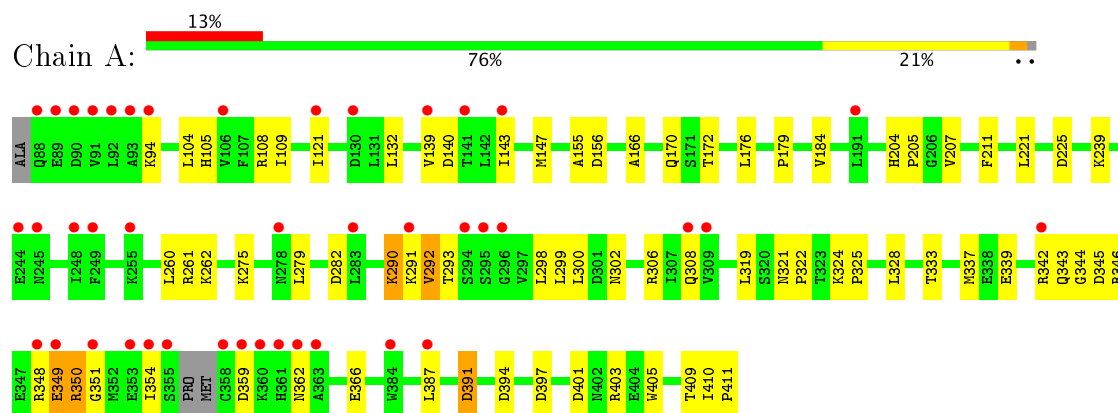 13%
Chain A:
76%
21%
ALA Q88 E89 D90 V91 L92 A93 K94 L104 H105 V106 F107 R108 I109 I121 D130 L131 L132 V139 D140 T141 L142 I143 M147 A155 D156 A166 Q170 S171 T172 L176 P179 V184 L191 H204 P205 G206 V207 F211 L221 D225 K239
E244 N245 I248 F249 K255 L260 R261 K262 K275 N278 L279 D282 L283 K290 K291 V292 T293 S294 S295 G296 V297 L298 L299 D301 N302 R306 I307 Q308 V309 L319 S320 N321 P322 T323 K324 P325 L328 T333 M337 E338 E339 R342 Q343 G344 D345
E347 R348 E349 R350 G351 M352 E353 I354 S355 PRO MET C358 D359 K360 H361 N362 A363 E366 W384 L387 D391 D394 D397 D401 N402 R403 E404 W405 T409 I410 P411